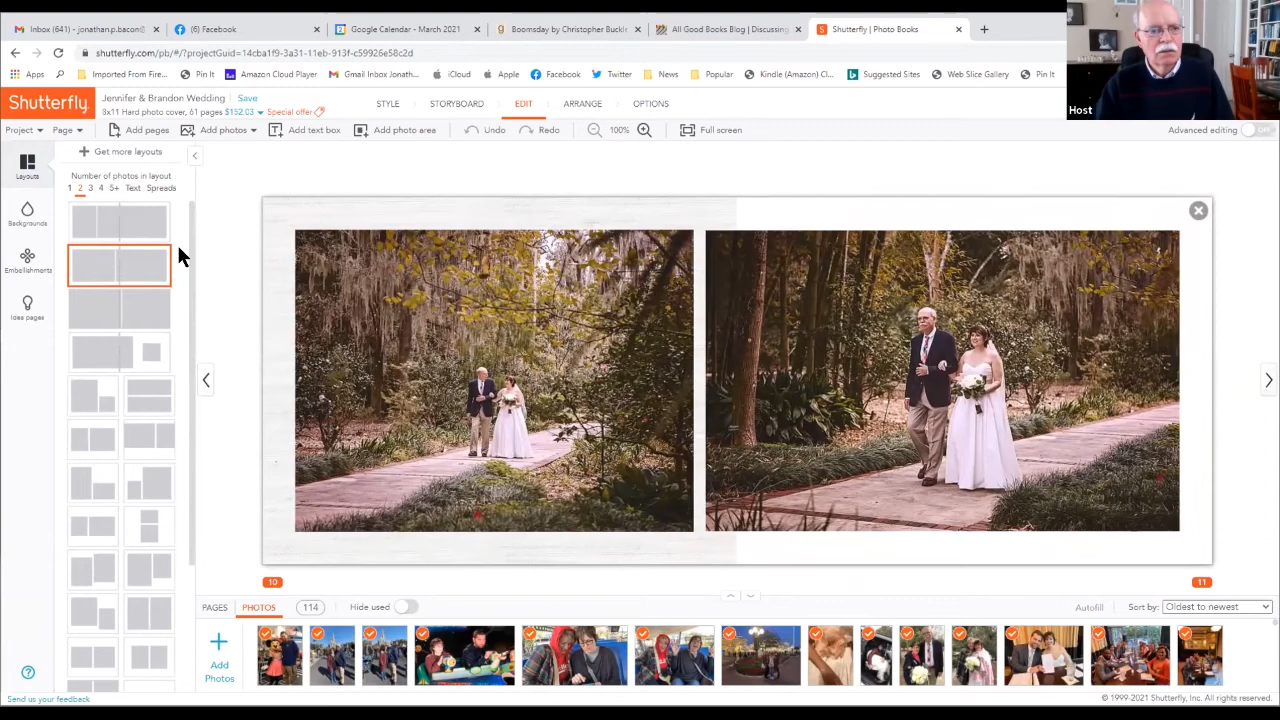 Inbox (641) - jonathan.p.bacon@
(6) Facebook
Google Calendar - March 2021
Boomsday by Christopher Buckle
All Good Books Blog | Discussing
Shutterfly | Photo Books
shutterfly.com/pb/#/?projectGuid=14cba1f9-3a31-11eb-913f-c59926e58c2d
Apps
Imported From Fire...
Pin It
Amazon Cloud Player
Gmail Inbox Jonath...
iCloud
Apple
Facebook
Twitter
News
Popular
Kindle (Amazon) Cl...
Suggested Sites
Web Slice Gallery
Pin It
Host
Shutterfly.
Jennifer & Brandon Wedding
Save
8x11 Hard photo cover, 61 pages $152.03
Special offer
STYLE
STORYBOARD
EDIT
ARRANGE
OPTIONS
Project
Page
Add pages
Add photos
Add text box
Add photo area
Undo
Redo
100%
Full screen
Advanced editing
OFF
Layouts
Backgrounds
Embellishments
Idea pages
Get more layouts
Number of photos in layout
1 2 3 4 5+ Text Spreads
10
11
PAGES
PHOTOS
114
Hide used
Autofill
Sort by:
Oldest to newest
Add
Photos
Send us your feedback
© 1999-2021 Shutterfly, Inc. All rights reserved.